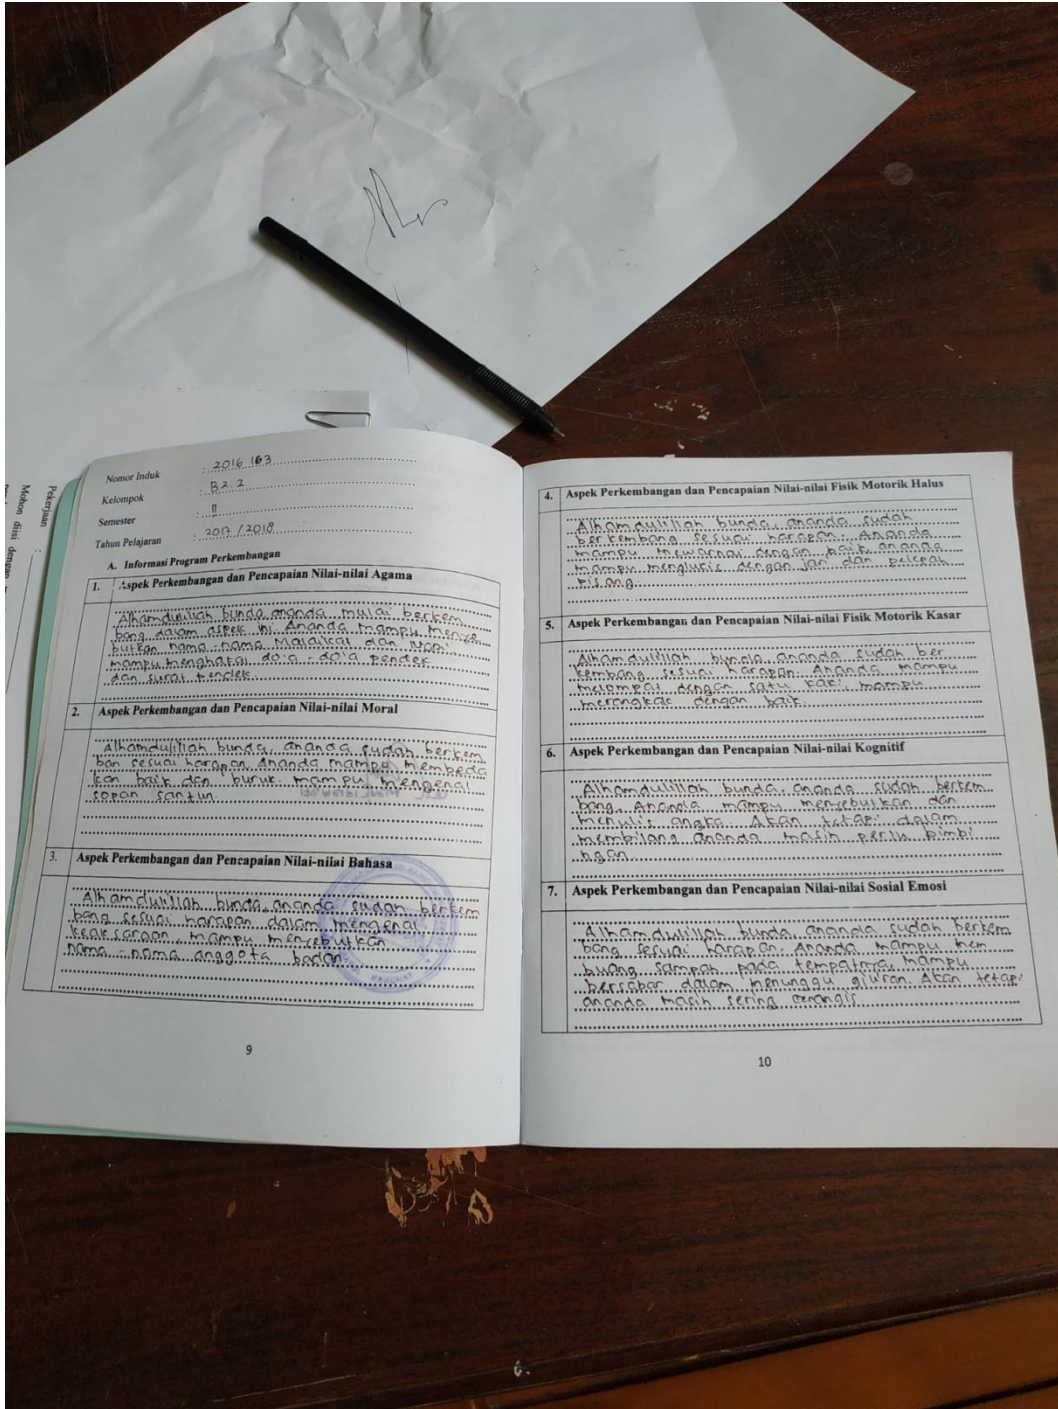 Pekerjaan :
Mohon diisi dengan
Nomor Induk : 2016 163
Kelompok : B2.2
Semester : II
Tahun Pelajaran : 2017 / 2018
A. Informasi Program Perkembangan
1. Aspek Perkembangan dan Pencapaian Nilai-nilai Agama
Alhamdulillah bunda, ananda mulai berkem
bang dalam aspek ini. Ananda mampu menye
butkan nama-nama Malaikat dan Nabi
mampu menghafal do'a-do'a pendek
dan surat pendek.
2. Aspek Perkembangan dan Pencapaian Nilai-nilai Moral
Alhamdulillah bunda, ananda sudah berkem
ban sesuai harapan. Ananda mampu membeda
kan baik dan buruk. mampu mengenal
sopan santun.
3. Aspek Perkembangan dan Pencapaian Nilai-nilai Bahasa
Alhamdulillah bunda, ananda sudah berkem
bang sesuai harapan dalam mengenal
keaksaraan, mampu menyebutkan
nama-nama anggota badan.
9
4. Aspek Perkembangan dan Pencapaian Nilai-nilai Fisik Motorik Halus
Alhamdulillah bunda, ananda sudah
berkembang sesuai harapan. Ananda
mampu mewarnai dengan baik ananda
mampu menglukis dengan jari dan pelepah
pisang.
5. Aspek Perkembangan dan Pencapaian Nilai-nilai Fisik Motorik Kasar
Alhamdulillah bunda, ananda sudah ber
kembang sesuai harapan. Ananda mampu
melompat dengan satu kaki, mampu
merangkak dengan baik.
6. Aspek Perkembangan dan Pencapaian Nilai-nilai Kognitif
Alhamdulillah bunda, ananda sudah berkem
bang. Ananda mampu menyebutkan dan
menulis angka. Akan tetapi dalam
membilang ananda masih perlu bimbi
ngan.
7. Aspek Perkembangan dan Pencapaian Nilai-nilai Sosial Emosi
Alhamdulillah bunda, ananda sudah berkem
bang sesuai harapan. Ananda mampu mem
buang sampah pada tempatnya, mampu
bersabar dalam menunggu giliran. Akan tetapi
ananda masih sering menangis
10